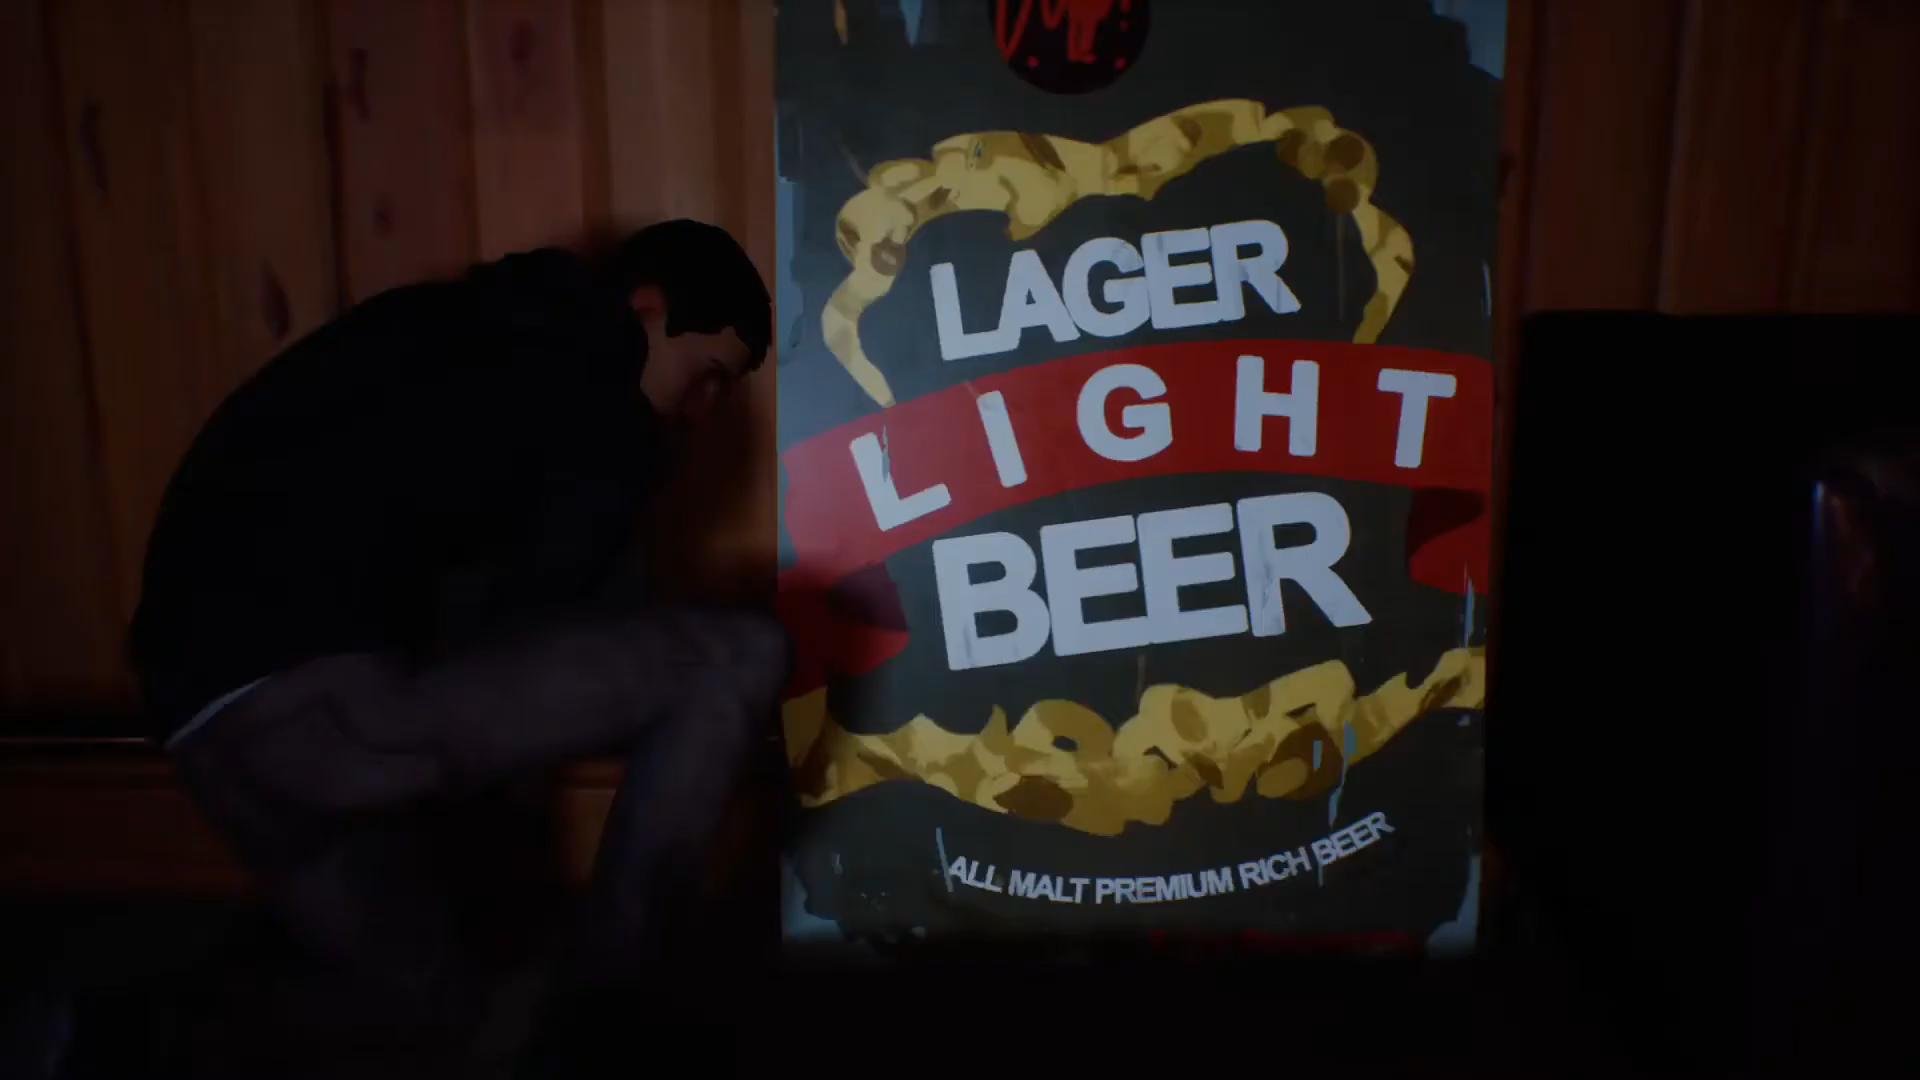 LAGER
LIGHT
BEER
ALL MALT PREMIUM RICH BEER